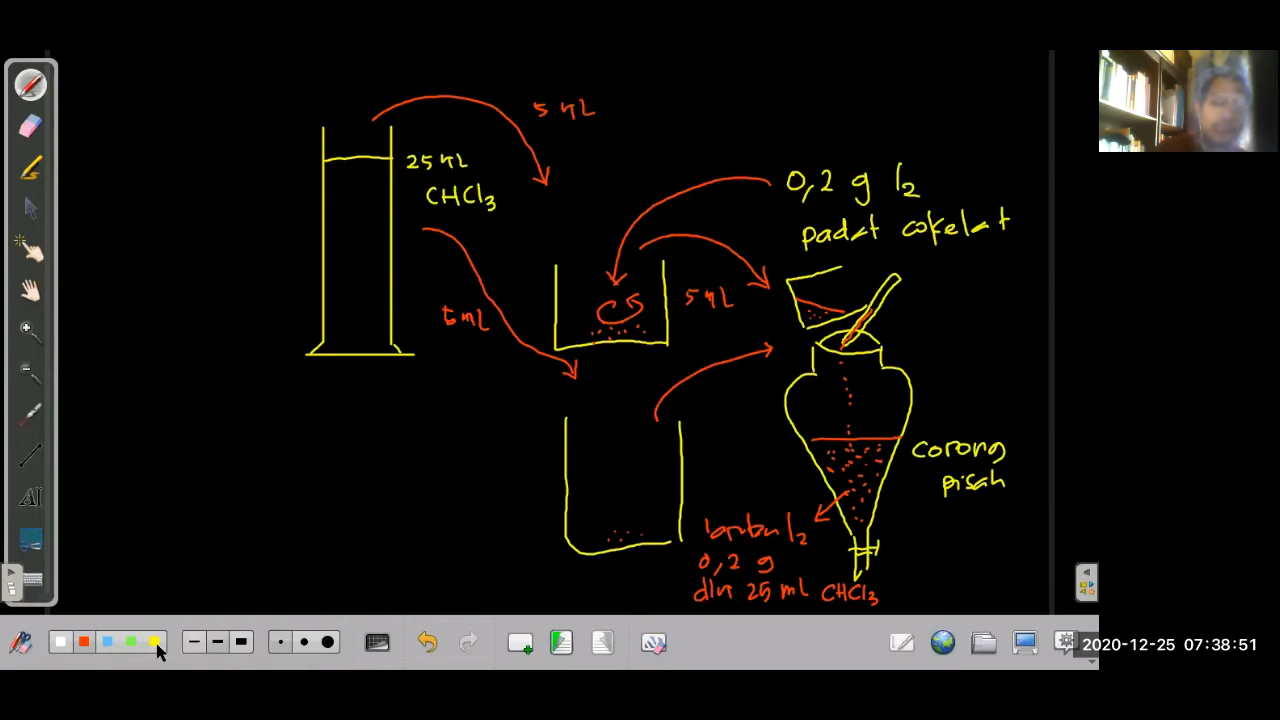 5 mL
25 mL
CHCl3
0,2 g I2
padat cokelat
5 mL
5 mL
corong
pisah
larutan I2
0,2 g
dlm 25 ml CHCl3
2020-12-25 07:38:51